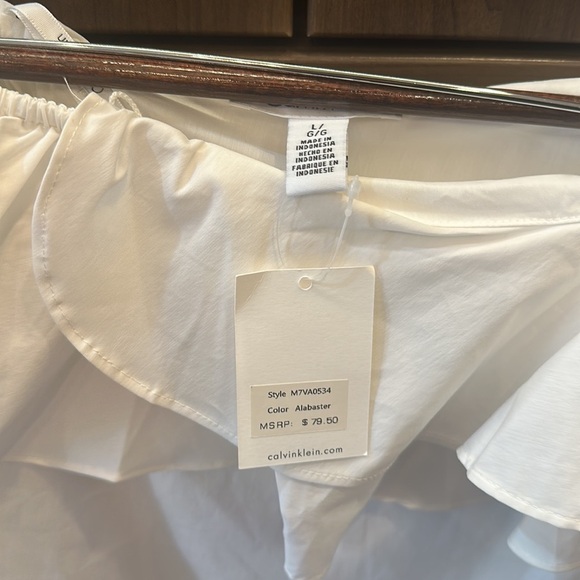 L/
G/G
MADE IN
INDONESIA
HECHO EN
INDONESIA
FABRIQUE EN
INDONESIE
Style M7VA0534
Color Alabaster
MSRP: $ 79.50
calvinklein.com